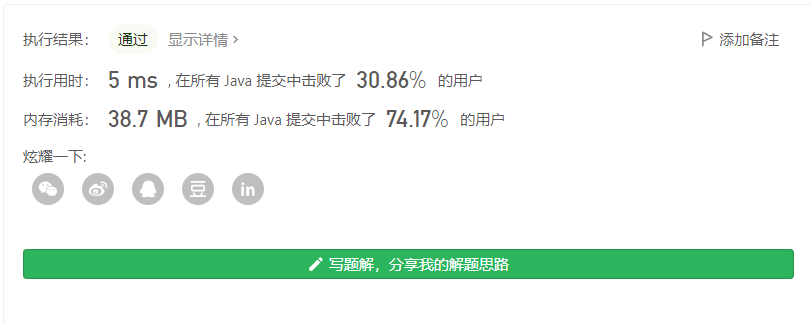 执行结果： 通过 显示详情 › 添加备注
执行用时： 5 ms , 在所有 Java 提交中击败了 30.86% 的用户
内存消耗： 38.7 MB , 在所有 Java 提交中击败了 74.17% 的用户
炫耀一下:
豆 in
写题解，分享我的解题思路